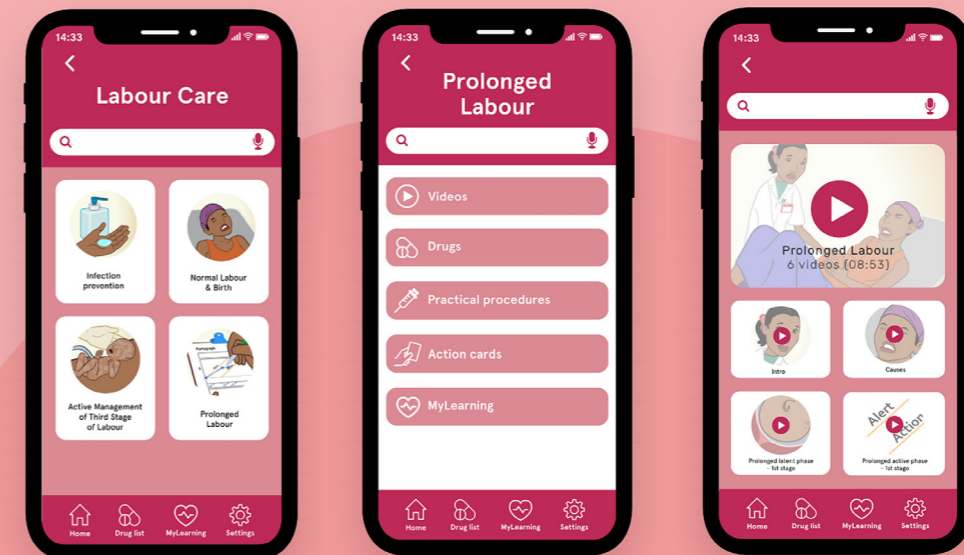 14:33
Labour Care
Infection
prevention
Normal Labour
& Birth
Active Management
of Third Stage
of Labour
Prolonged
Labour
Home
Drug list
MyLearning
Settings
14:33
Prolonged
Labour
Videos
Drugs
Practical procedures
Action cards
MyLearning
Home
Drug list
MyLearning
Settings
14:33
Prolonged Labour
6 videos (08:53)
Intro
Causes
Prolonged latent phase
- 1st stage
Alert
Action
Prolonged active phase
- 1st stage
Home
Drug list
MyLearning
Settings